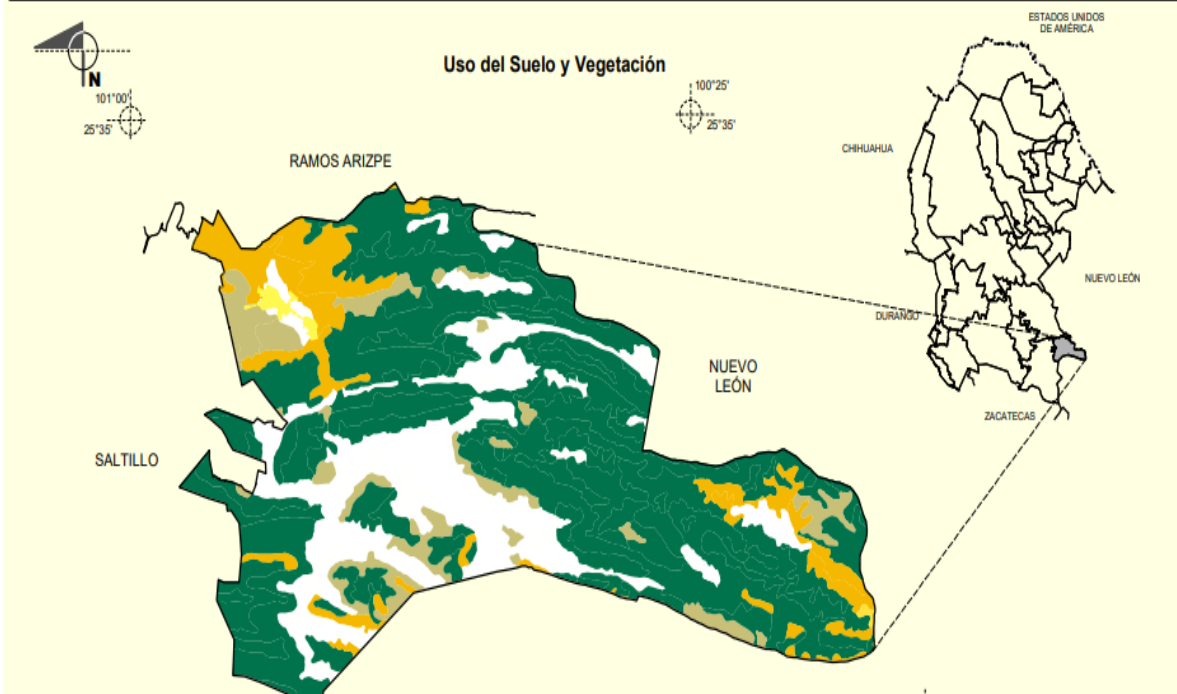 ESTADOS UNIDOS
DE AMÉRICA
Uso del Suelo y Vegetación
N
101°00'
25°35'
100°25'
25°35'
CHIHUAHUA
RAMOS ARIZPE
NUEVO LEÓN
DURANGO
NUEVO
LEÓN
ZACATECAS
SALTILLO